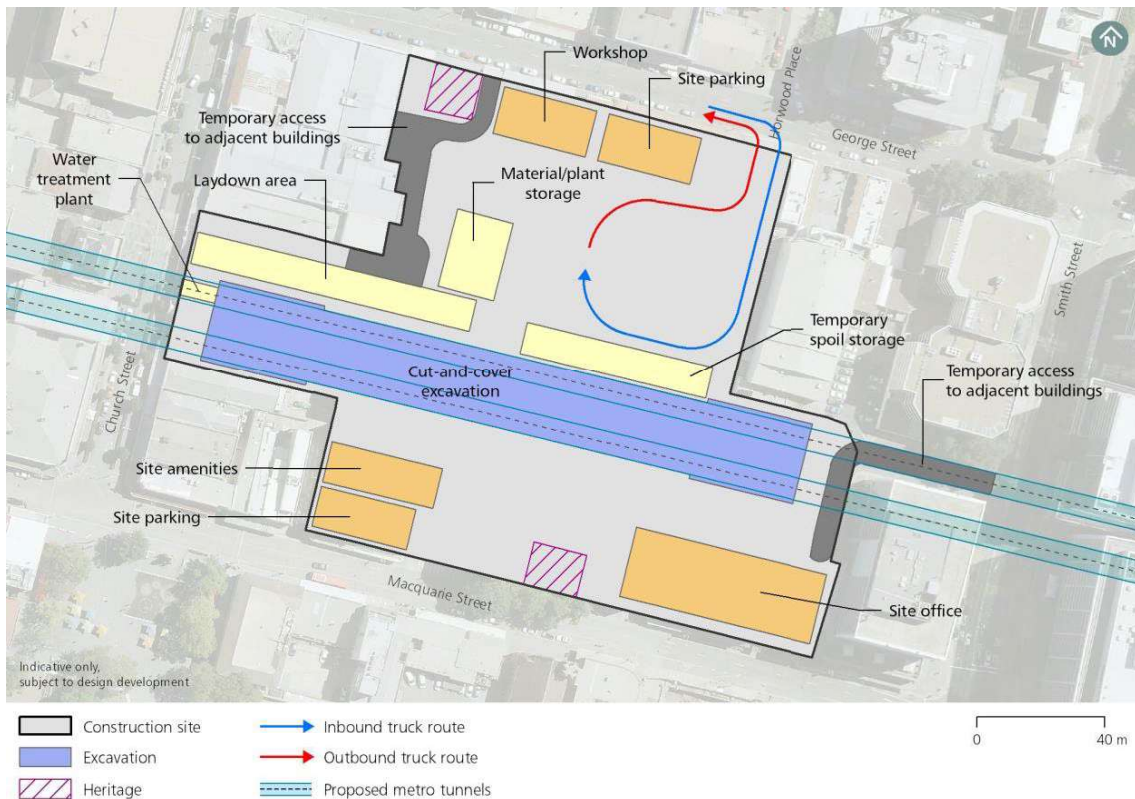 N
Workshop
Site parking
Horwood Place
George Street
Temporary access
to adjacent buildings
Water
treatment
plant
Laydown area
Material/plant
storage
Smith Street
Temporary
spoil storage
Cut-and-cover
excavation
Temporary access
to adjacent buildings
Church Street
Site amenities
Site parking
Macquarie Street
Site office
Indicative only,
subject to design development
Construction site
Excavation
Heritage
Inbound truck route
Outbound truck route
Proposed metro tunnels
0 40 m